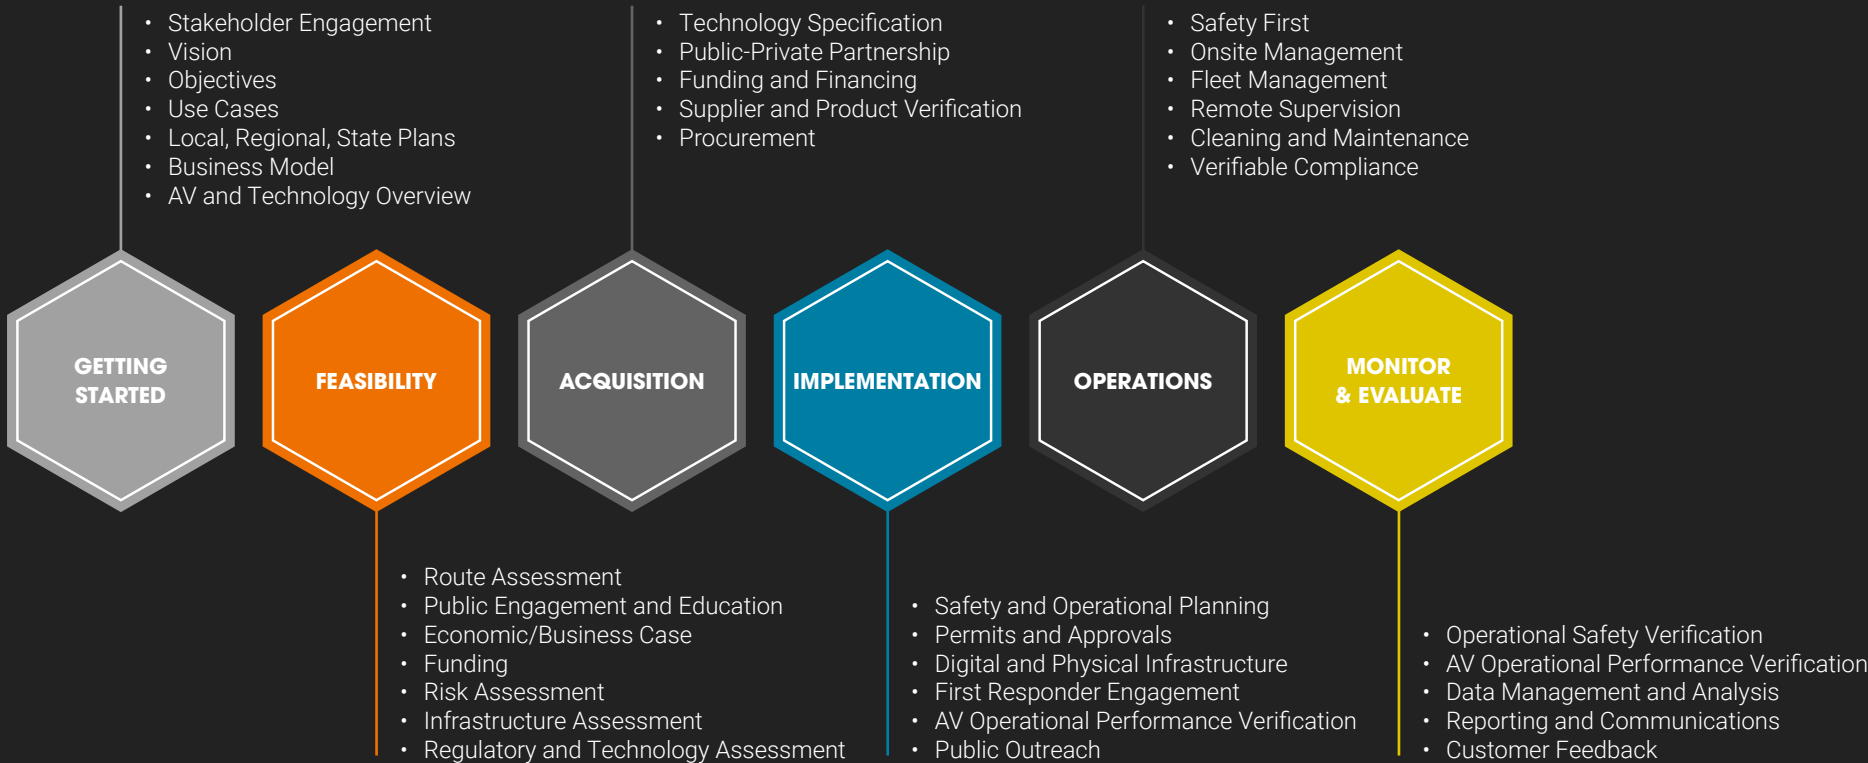 • Stakeholder Engagement
• Vision
• Objectives
• Use Cases
• Local, Regional, State Plans
• Business Model
• AV and Technology Overview
• Technology Specification
• Public-Private Partnership
• Funding and Financing
• Supplier and Product Verification
• Procurement
• Safety First
• Onsite Management
• Fleet Management
• Remote Supervision
• Cleaning and Maintenance
• Verifiable Compliance
GETTING
STARTED
FEASIBILITY
ACQUISITION
IMPLEMENTATION
OPERATIONS
MONITOR
& EVALUATE
• Route Assessment
• Public Engagement and Education
• Economic/Business Case
• Funding
• Risk Assessment
• Infrastructure Assessment
• Regulatory and Technology Assessment
• Safety and Operational Planning
• Permits and Approvals
• Digital and Physical Infrastructure
• First Responder Engagement
• AV Operational Performance Verification
• Public Outreach
• Operational Safety Verification
• AV Operational Performance Verification
• Data Management and Analysis
• Reporting and Communications
• Customer Feedback